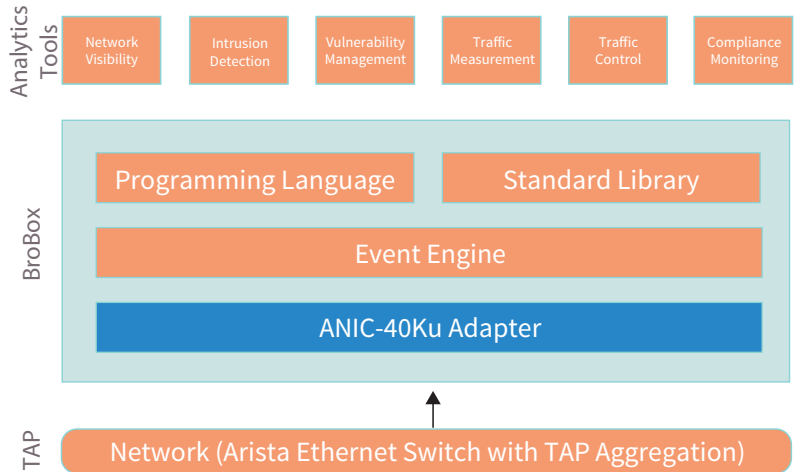 Analytics
Tools
Network
Visibility
Intrusion
Detection
Vulnerability
Management
Traffic
Measurement
Traffic
Control
Compliance
Monitoring
BroBox
Programming Language
Standard Library
Event Engine
ANIC-40Ku Adapter
TAP
Network (Arista Ethernet Switch with TAP Aggregation)